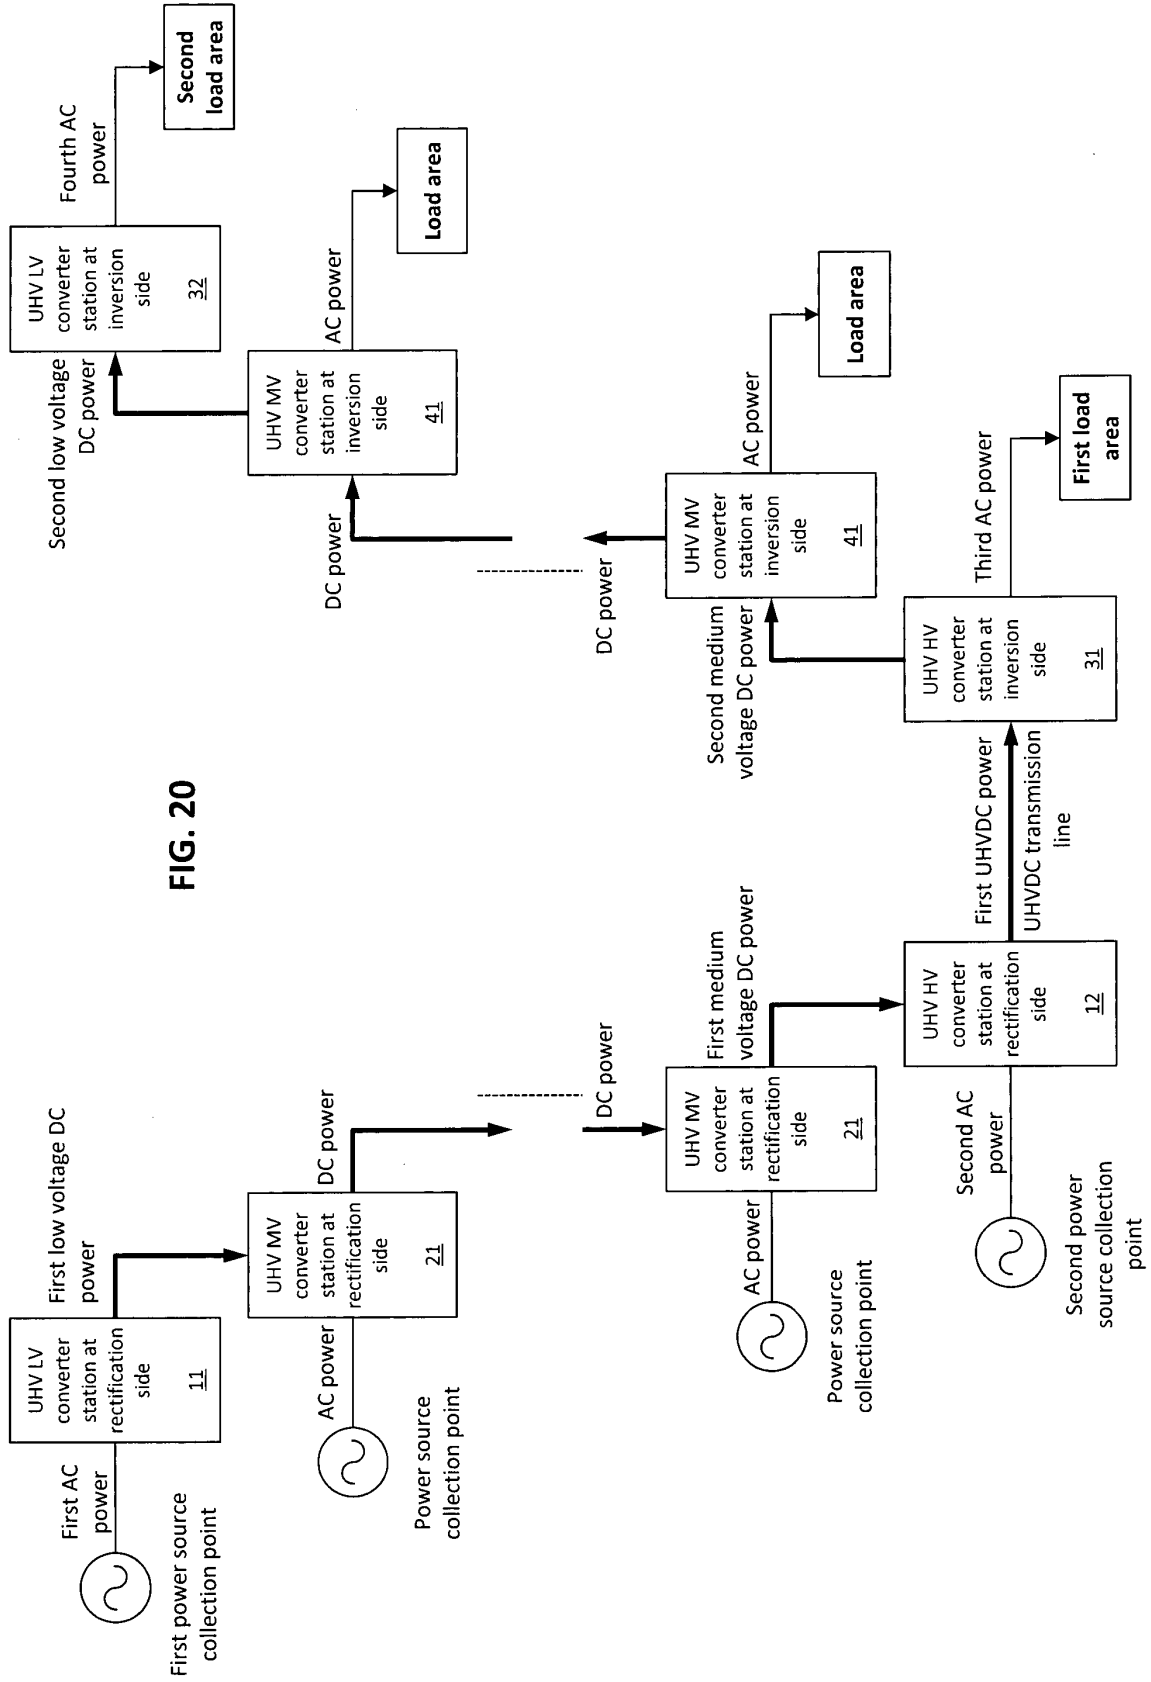 First power source
collection point
First AC
power
UHV LV
converter
station at
rectification
side
11
First low voltage DC
power
Power source
collection point
AC power
UHV MV
converter
station at
rectification
side
21
DC power
DC power
Power source
collection point
AC power
UHV MV
converter
station at
rectification
side
21
First medium
voltage DC power
Second power
source collection
point
Second AC
power
UHV HV
converter
station at
rectification
side
12
First UHVDC power
UHVDC transmission
line
FIG. 20
UHV HV
converter
station at
inversion
side
31
Third AC power
First load
area
Second medium
voltage DC power
UHV MV
converter
station at
inversion
side
41
AC power
Load area
DC power
DC power
UHV MV
converter
station at
inversion
side
41
AC power
Load area
Second low voltage
DC power
UHV LV
converter
station at
inversion
side
32
Fourth AC
power
Second
load area